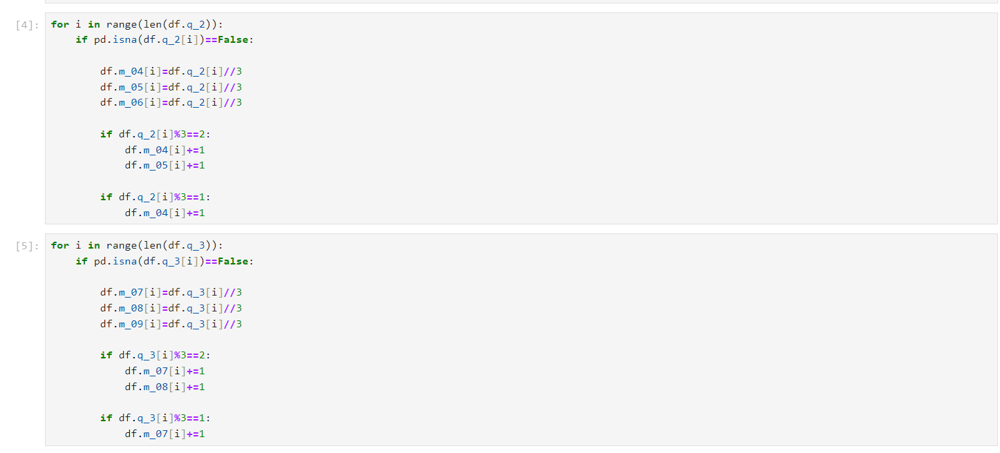 [4]:
for i in range(len(df.q_2)):
    if pd.isna(df.q_2[i])==False:
        df.m_04[i]=df.q_2[i]//3
        df.m_05[i]=df.q_2[i]//3
        df.m_06[i]=df.q_2[i]//3
        if df.q_2[i]%3==2:
            df.m_04[i]+=1
            df.m_05[i]+=1
        if df.q_2[i]%3==1:
            df.m_04[i]+=1
[5]:
for i in range(len(df.q_3)):
    if pd.isna(df.q_3[i])==False:
        df.m_07[i]=df.q_3[i]//3
        df.m_08[i]=df.q_3[i]//3
        df.m_09[i]=df.q_3[i]//3
        if df.q_3[i]%3==2:
            df.m_07[i]+=1
            df.m_08[i]+=1
        if df.q_3[i]%3==1:
            df.m_07[i]+=1